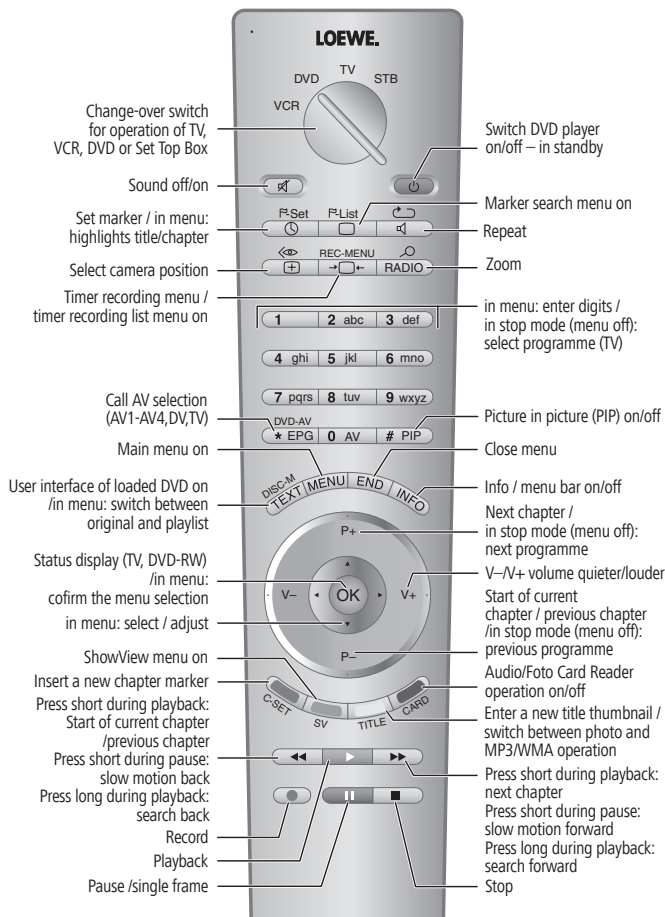 LOEWE.
TV
DVD
STB
VCR
Change-over switch
for operation of TV,
VCR, DVD or Set Top Box
Switch DVD player
on/off – in standby
Sound off/on
Set marker / in menu:
highlights title/chapter
Set
List
Marker search menu on
Repeat
Select camera position
REC-MENU
RADIO
Zoom
Timer recording menu /
timer recording list menu on
1
2 abc
3 def
in menu: enter digits /
in stop mode (menu off):
select programme (TV)
4 ghi
5 jkl
6 mno
7 pqrs
8 tuv
9 wxyz
Call AV selection
(AV1-AV4,DV,TV)
DVD-AV
* EPG
0 AV
# PIP
Picture in picture (PIP) on/off
Main menu on
Close menu
User interface of loaded DVD on
/in menu: switch between
original and playlist
DISC-M
TEXT
MENU
END
INFO
Info / menu bar on/off
Next chapter /
in stop mode (menu off):
next programme
P+
Status display (TV, DVD-RW)
/in menu:
cofirm the menu selection
V–
OK
V+
V–/V+ volume quieter/louder
in menu: select / adjust
Start of current
chapter / previous chapter
/in stop mode (menu off):
previous programme
P–
ShowView menu on
Insert a new chapter marker
C-SET
SV
TITLE
CARD
Audio/Foto Card Reader
operation on/off
Enter a new title thumbnail /
switch between photo and
MP3/WMA operation
Press short during playback:
Start of current chapter
/previous chapter
Press short during pause:
slow motion back
Press long during playback:
search back
Press short during playback:
next chapter
Press short during pause:
slow motion forward
Press long during playback:
search forward
Record
Playback
Pause /single frame
Stop